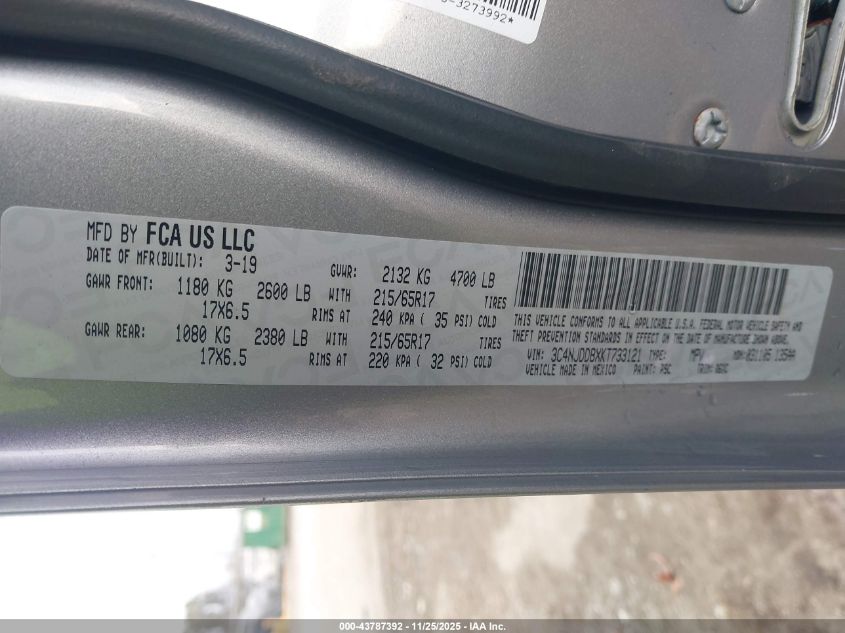 -3273992*
MFD BY FCA US LLC
DATE OF MFR(BUILT): 3-19 GVWR: 2132 KG 4700 LB
GAWR FRONT: 1180 KG 2600 LB WITH 215/65R17 TIRES
17X6.5 RIMS AT 240 KPA ( 35 PSI) COLD
GAWR REAR: 1080 KG 2380 LB WITH 215/65R17 TIRES
17X6.5 RIMS AT 220 KPA ( 32 PSI) COLD
THIS VEHICLE CONFORMS TO ALL APPLICABLE U.S.A. FEDERAL MOTOR VEHICLE SAFETY AND
THEFT PREVENTION STANDARDS IN EFFECT ON THE DATE OF MANUFACTURE SHOWN ABOVE.
VIN: 3C4NJDDBXKT733121 TYPE: MPV MDH: 031105 135AA
VEHICLE MADE IN MEXICO PAINT: PSC TRIM:
000-43787392 • 11/25/2025 - IAA Inc.